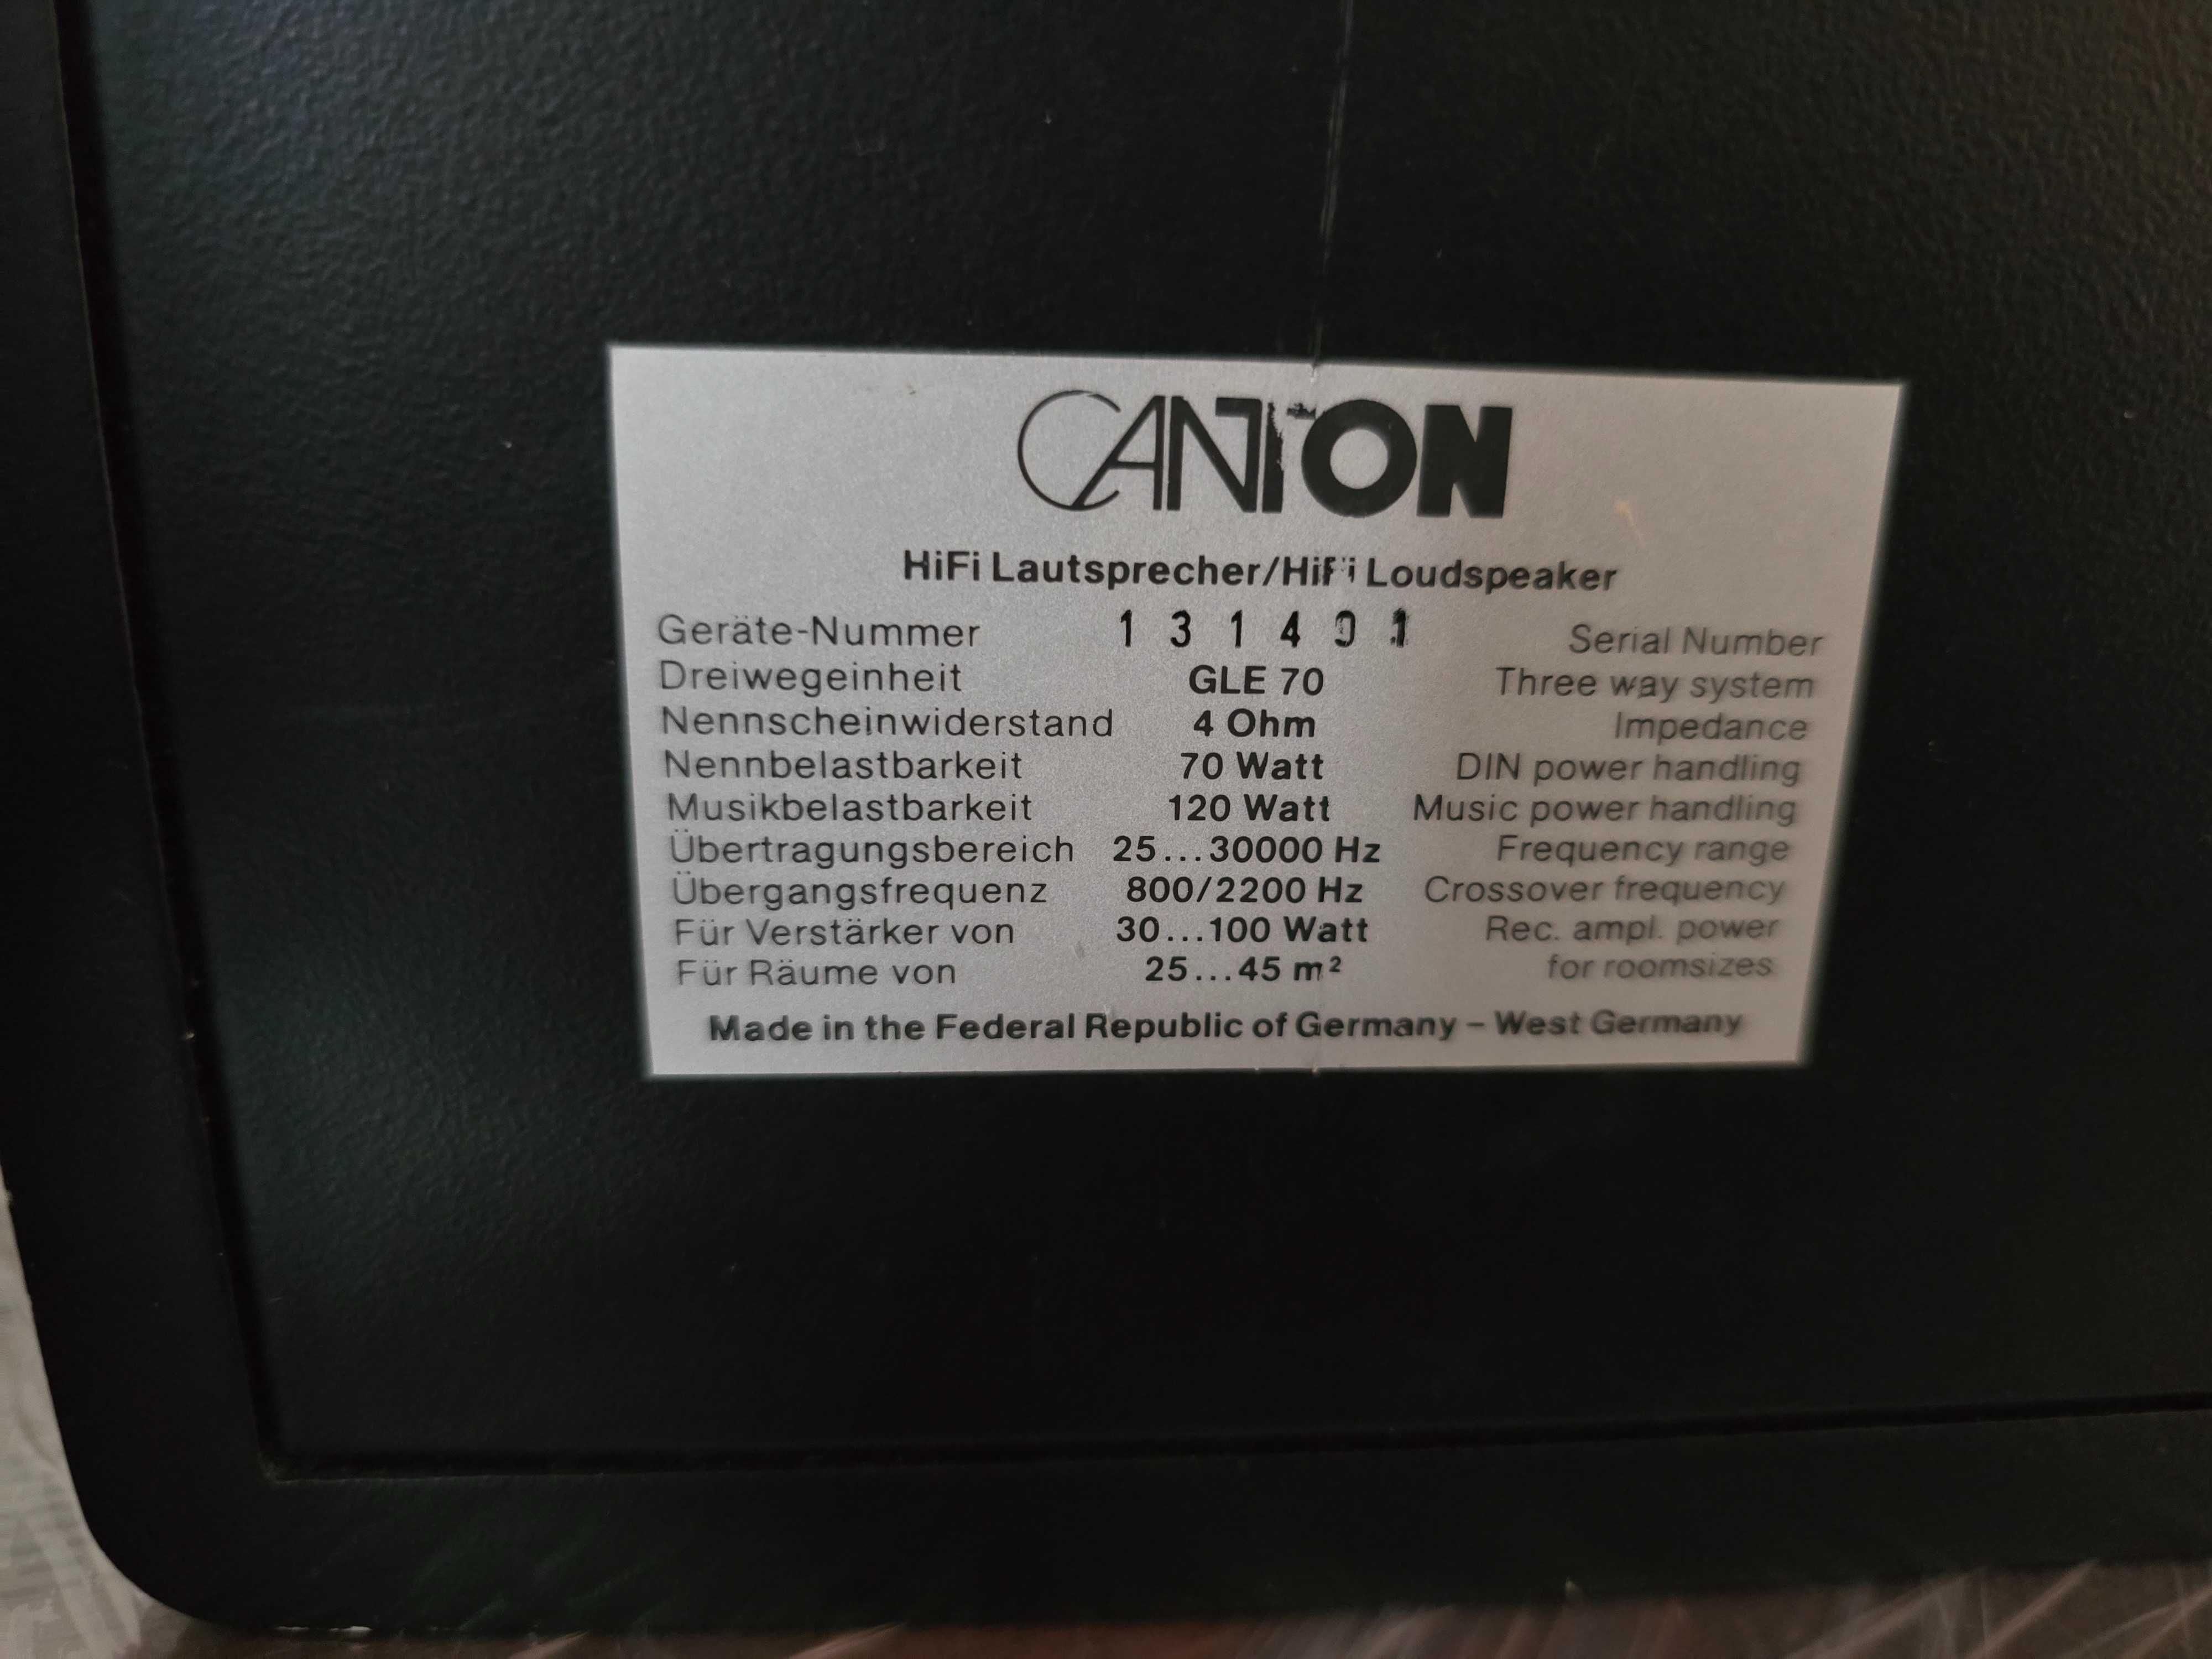 CANTON
HiFi Lautsprecher/HiFi Loudspeaker
Geräte-Nummer 1 3 1 4 Serial Number
Dreiwegeinheit GLE 70 Three way system
Nennscheinwiderstand 4 Ohm Impedance
Nennbelastbarkeit 70 Watt DIN power handling
Musikbelastbarkeit 120 Watt Music power handling
Übertragungsbereich 25...30000 Hz Frequency range
Übergangsfrequenz 800/2200 Hz Crossover frequency
Für Verstärker von 30...100 Watt Rec. ampl. power
Für Räume von 25...45 m² for roomsizes
Made in the Federal Republic of Germany – West Germany